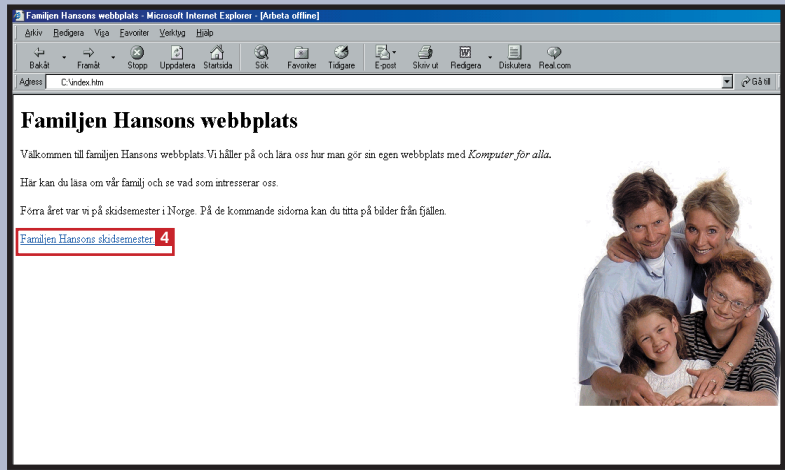 Familjen Hansons webbplats - Microsoft Internet Explorer - [Arbeta offline]
Arkiv Redigera Visa Favoriter Verktyg Hjälp
Bakåt Framåt Stopp Uppdatera Startsida Sök Favoriter Tidigare E-post Skriv ut Redigera Diskutera Real.com
Adress C:\index.htm Gå till
Familjen Hansons webbplats
Välkommen till familjen Hansons webbplats.Vi håller på och lära oss hur man gör sin egen webbplats med Komputer för alla.
Här kan du läsa om vår familj och se vad som intresserar oss.
Förra året var vi på skidsemester i Norge. På de kommande sidorna kan du titta på bilder från fjällen.
Familjen Hansons skidsemester. 4